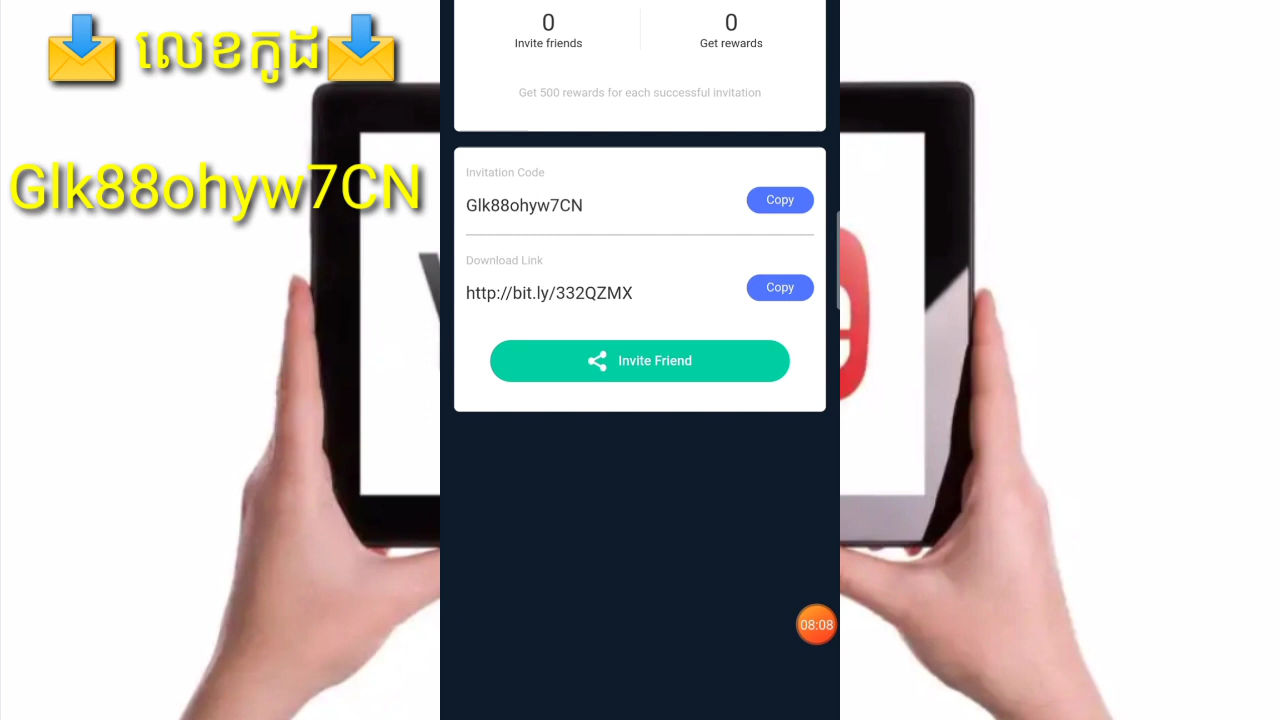 លេខកូដ
Glk88ohyw7CN
0
Invite friends
0
Get rewards
Get 500 rewards for each successful invitation
Invitation Code
Glk88ohyw7CN
Copy
Download Link
http://bit.ly/332QZMX
Copy
Invite Friend
08:08